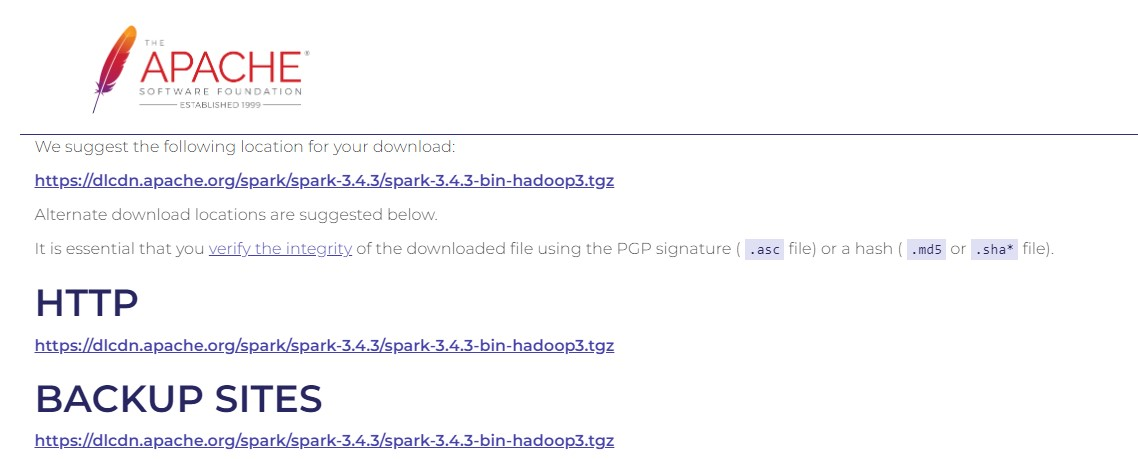 THE
APACHE®
SOFTWARE FOUNDATION
ESTABLISHED 1999
We suggest the following location for your download:
https://dlcdn.apache.org/spark/spark-3.4.3/spark-3.4.3-bin-hadoop3.tgz
Alternate download locations are suggested below.
It is essential that you verify the integrity of the downloaded file using the PGP signature ( .asc file) or a hash ( .md5 or .sha* file).
HTTP
https://dlcdn.apache.org/spark/spark-3.4.3/spark-3.4.3-bin-hadoop3.tgz
BACKUP SITES
https://dlcdn.apache.org/spark/spark-3.4.3/spark-3.4.3-bin-hadoop3.tgz